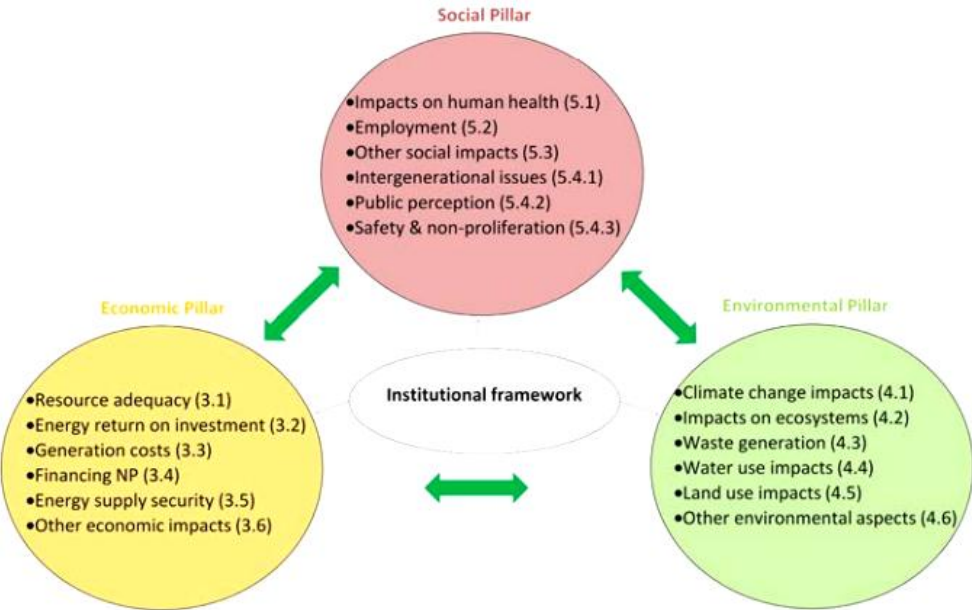 Social Pillar
•Impacts on human health (5.1)
•Employment (5.2)
•Other social impacts (5.3)
•Intergenerational issues (5.4.1)
•Public perception (5.4.2)
•Safety & non-proliferation (5.4.3)
Economic Pillar
•Resource adequacy (3.1)
•Energy return on investment (3.2)
•Generation costs (3.3)
•Financing NP (3.4)
•Energy supply security (3.5)
•Other economic impacts (3.6)
Institutional framework
Environmental Pillar
•Climate change impacts (4.1)
•Impacts on ecosystems (4.2)
•Waste generation (4.3)
•Water use impacts (4.4)
•Land use impacts (4.5)
•Other environmental aspects (4.6)